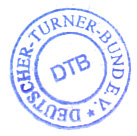 DEUTSCHER-TURNER-BUND E.V. *
DTB